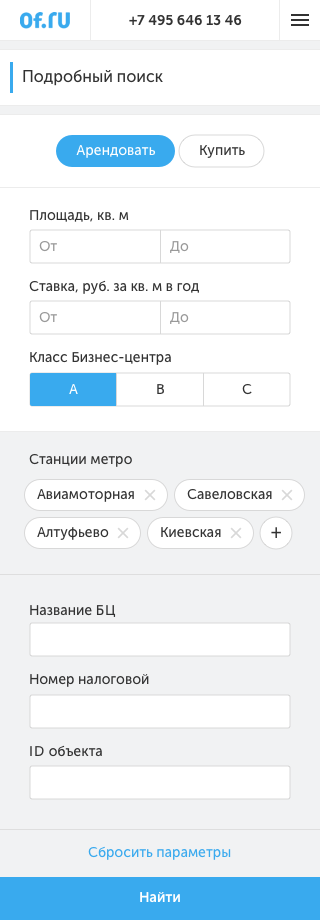 of.ru
+7 495 646 13 46
Подробный поиск
Арендовать
Купить
Площадь, кв. м
От
До
Ставка, руб. за кв. м в год
От
До
Класс Бизнес-центра
A
B
C
Станции метро
Авиамоторная
Савеловская
Алтуфьево
Киевская
+
Название БЦ
Номер налоговой
ID объекта
Сбросить параметры
Найти